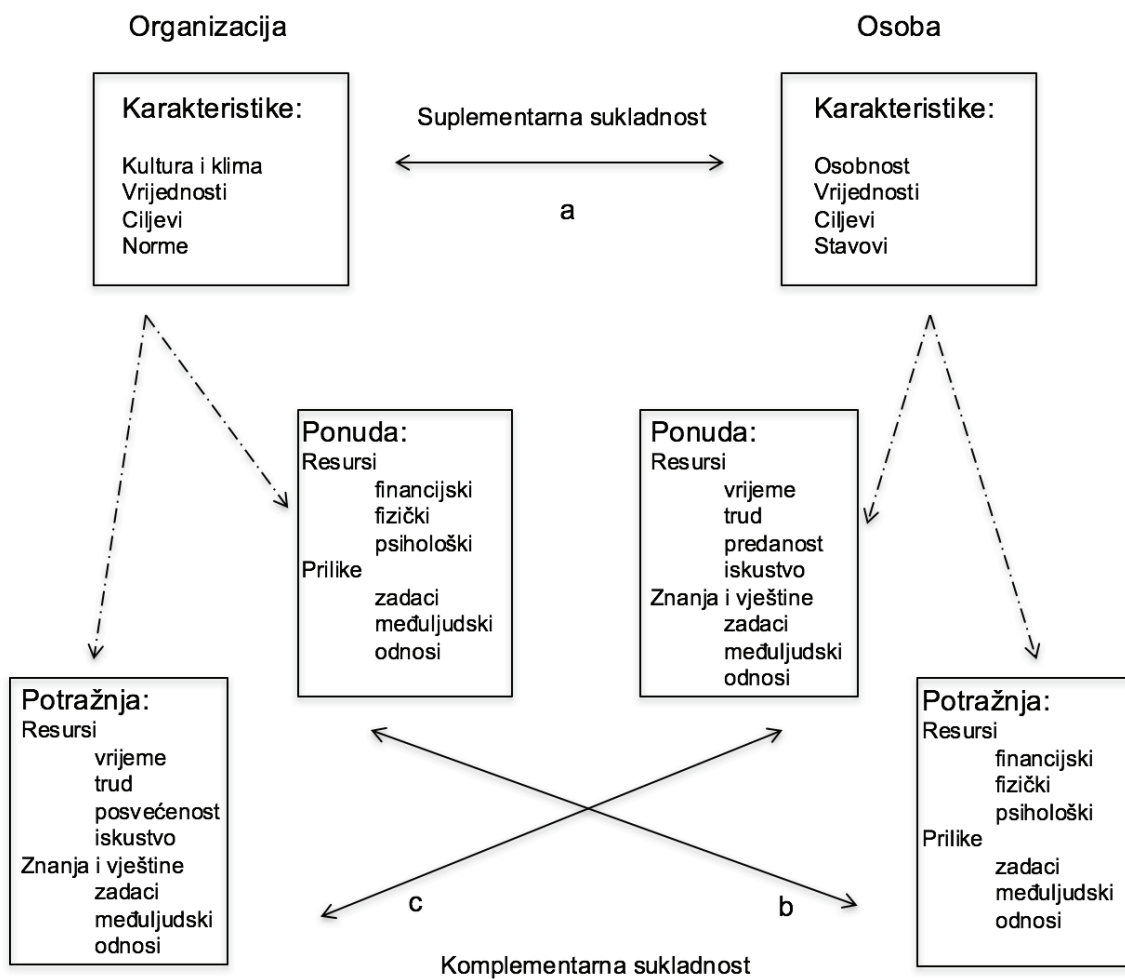 Organizacija
Osoba
Karakteristike:
Kultura i klima
Vrijednosti
Ciljevi
Norme
Suplementarna sukladnost
a
Karakteristike:
Osobnost
Vrijednosti
Ciljevi
Stavovi
Ponuda:
Resursi
financijski
fizički
psihološki
Prilike
zadaci
međuljudski
odnosi
Ponuda:
Resursi
vrijeme
trud
predanost
iskustvo
Znanja i vještine
zadaci
međuljudski
odnosi
Potražnja:
Resursi
vrijeme
trud
posvećenost
iskustvo
Znanja i vještine
zadaci
međuljudski
odnosi
Potražnja:
Resursi
financijski
fizički
psihološki
Prilike
zadaci
međuljudski
odnosi
c
b
Komplementarna sukladnost